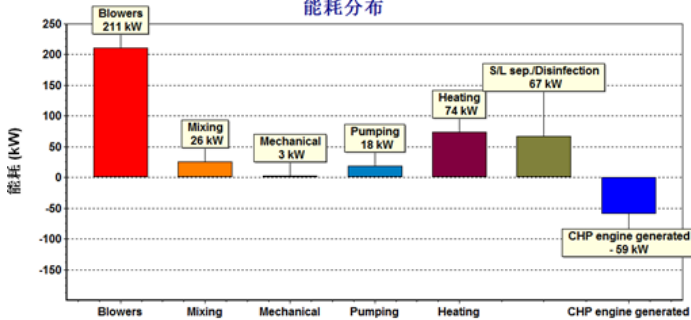 能耗分布
Blowers
211 kW
Mixing
26 kW
Mechanical
3 kW
Pumping
18 kW
Heating
74 kW
S/L sep./Disinfection
67 kW
CHP engine generated
- 59 kW
能耗 (kW)
250
200
150
100
50
0
-50
-100
-150
Blowers
Mixing
Mechanical
Pumping
Heating
CHP engine generated